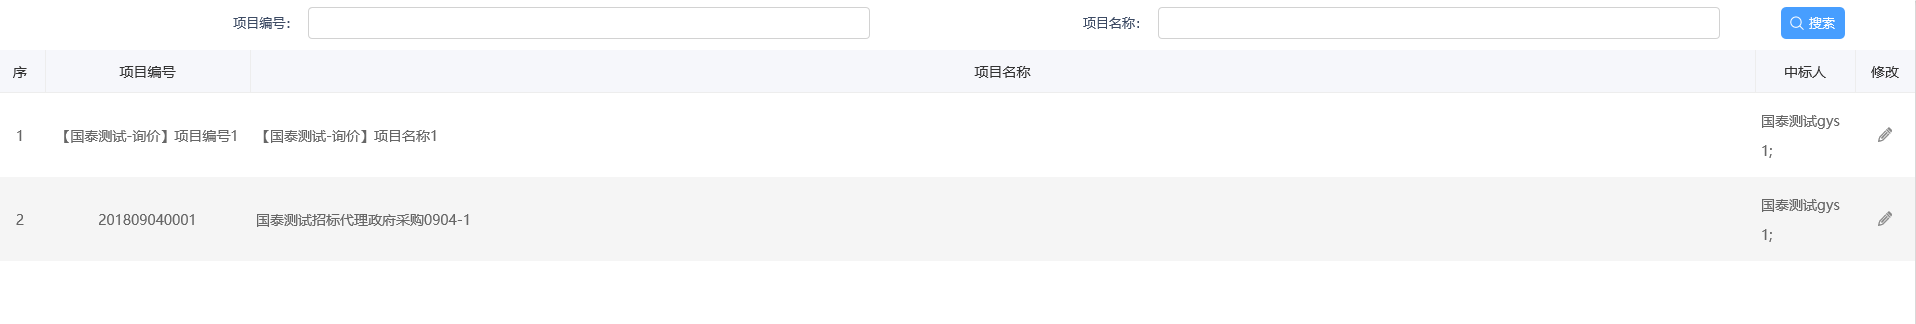 项目编号：
项目名称：
搜索
序 项目编号 项目名称 中标人 修改
1 【国泰测试-询价】项目编号1 【国泰测试-询价】项目名称1 国泰测试gys
1;
2 201809040001 国泰测试招标代理政府采购0904-1 国泰测试gys
1;